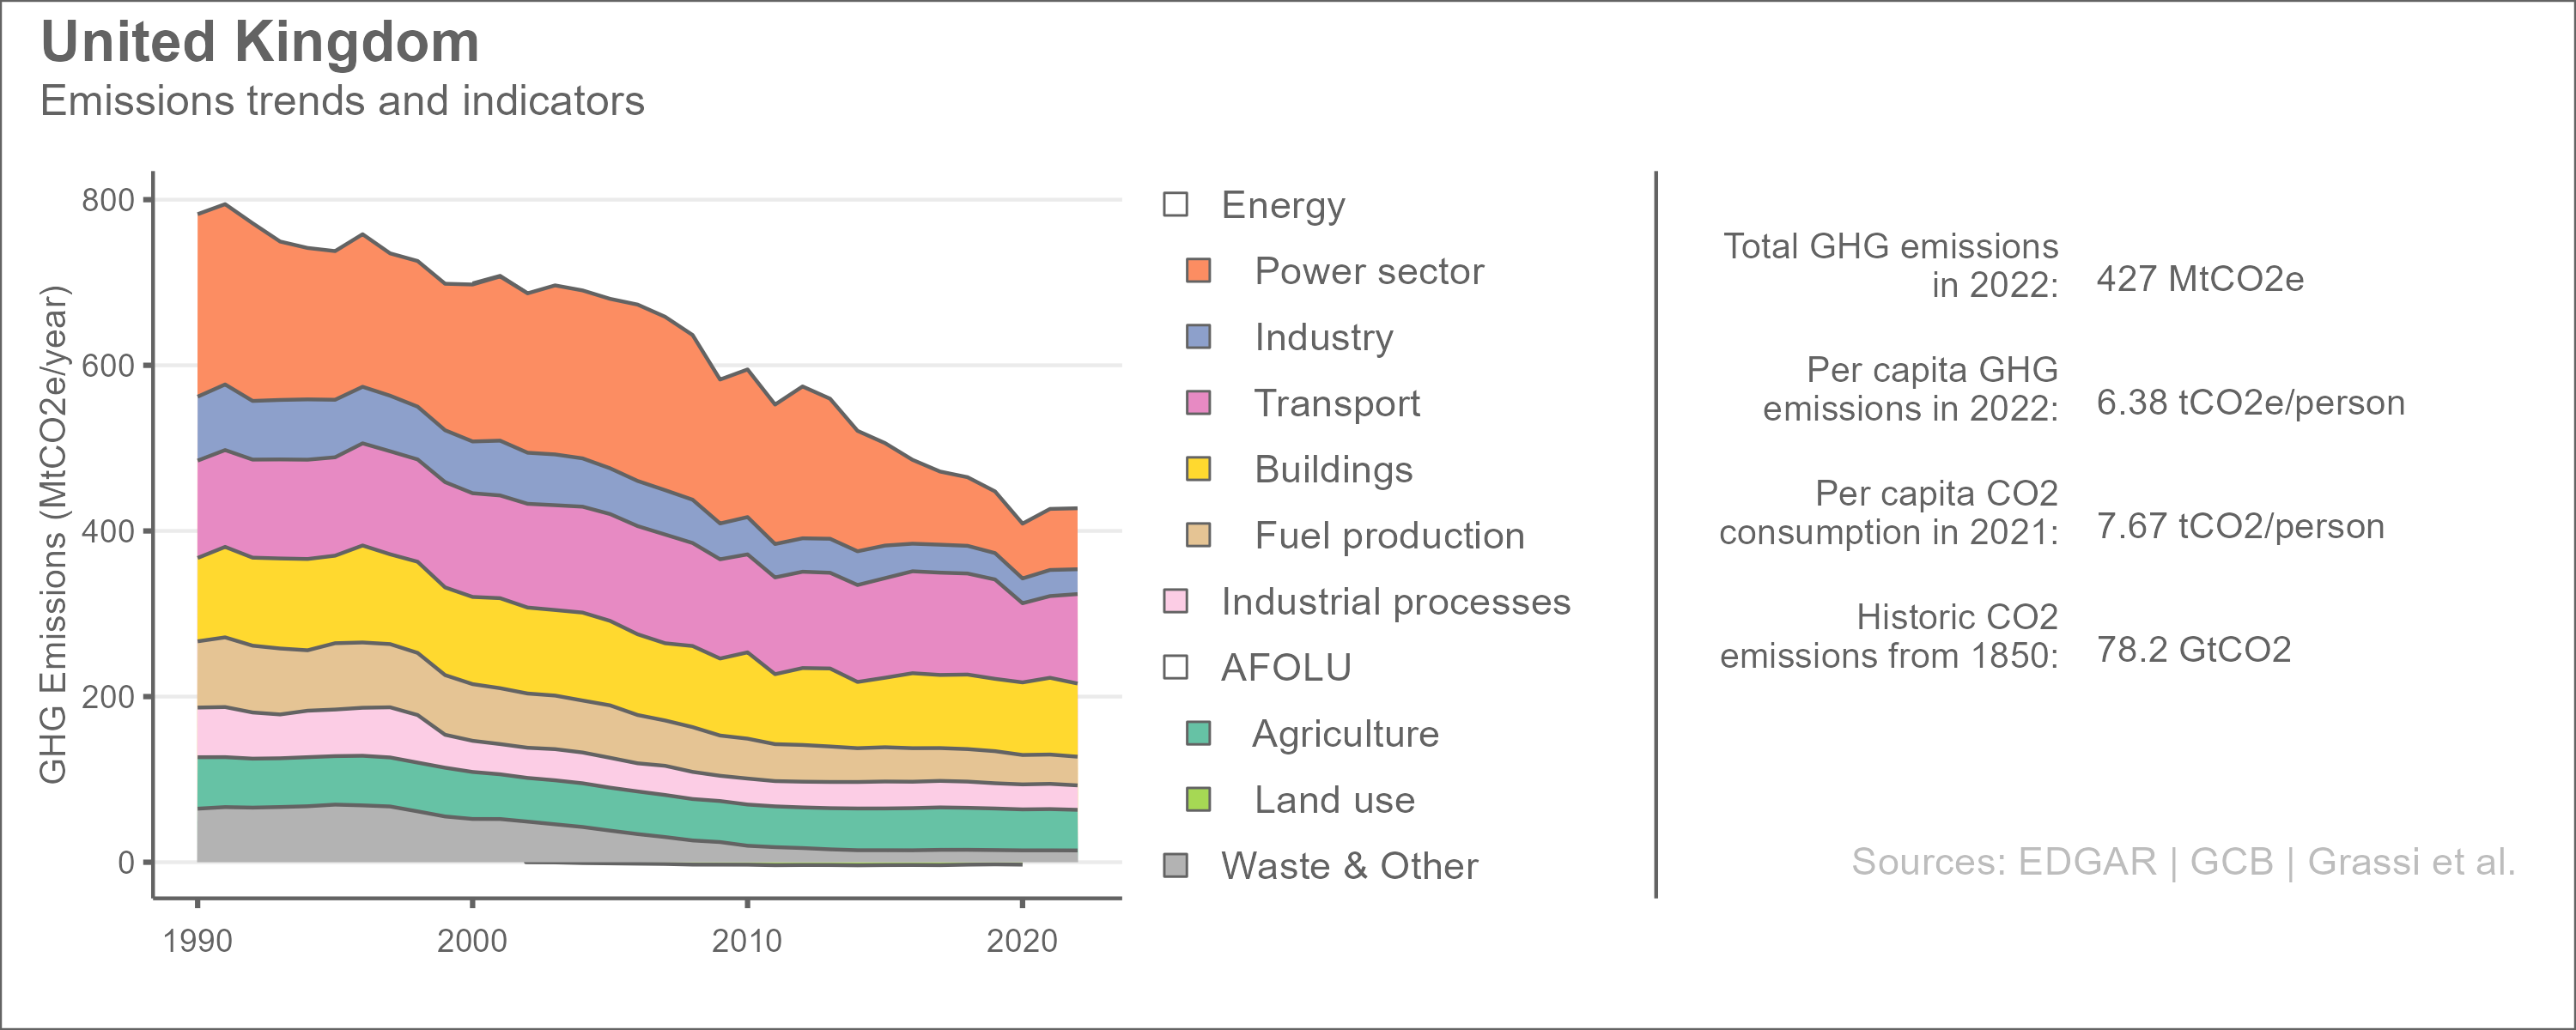 United Kingdom
Emissions trends and indicators
GHG Emissions (MtCO2e/year)
800
600
400
200
0
1990
2000
2010
2020
Energy
Power sector
Industry
Transport
Buildings
Fuel production
Industrial processes
AFOLU
Agriculture
Land use
Waste & Other
Total GHG emissions
in 2022:
427 MtCO2e
Per capita GHG
emissions in 2022:
6.38 tCO2e/person
Per capita CO2
consumption in 2021:
7.67 tCO2/person
Historic CO2
emissions from 1850:
78.2 GtCO2
Sources: EDGAR | GCB | Grassi et al.